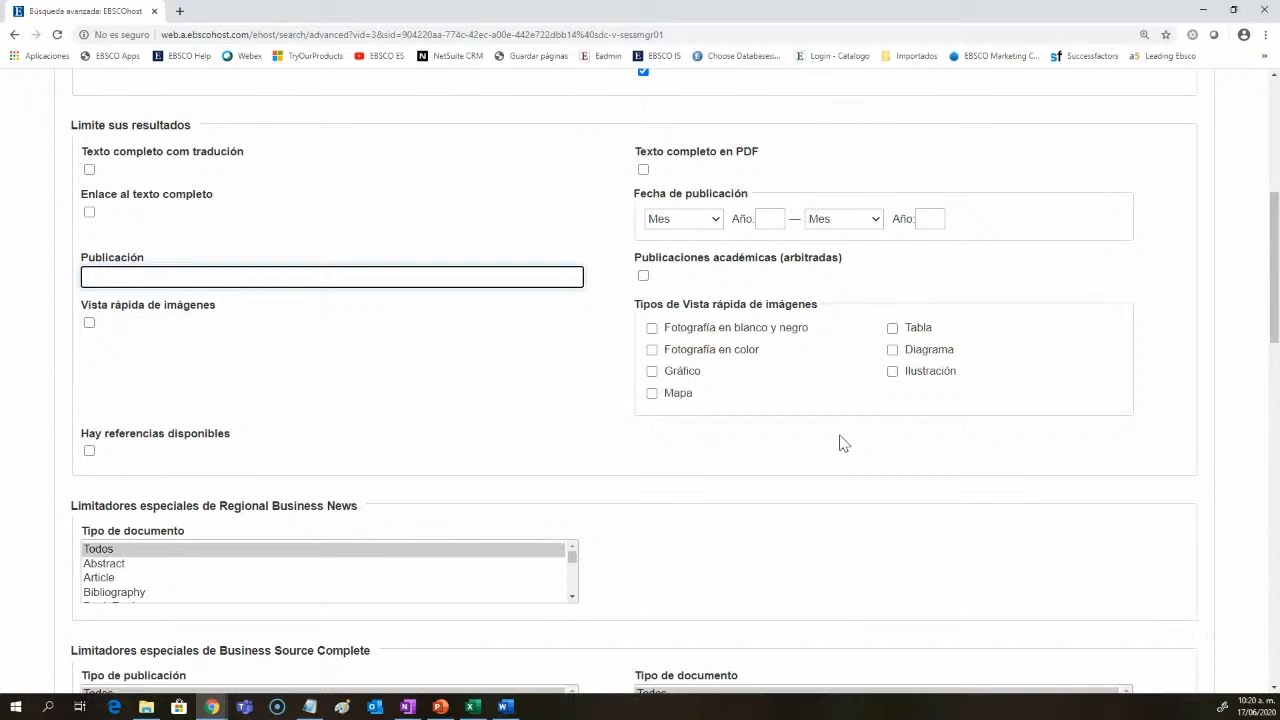 Búsqueda avanzada: EBSCOhost
No es seguro | web.a.ebscohost.com/ehost/search/advanced?vid=3&sid=904220aa-774c-42ec-a00e-442e722dbb14%40sdc-v-sessmgr01
Aplicaciones EBSCO Apps EBSCO Help Webex TryOurProducts EBSCO ES NetSuite CRM Guardar páginas Eadmin EBSCO IS Choose Databases:... Login - Catalogo Importados EBSCO Marketing C... Successfactors Leading Ebsco
Limite sus resultados
Texto completo com tradución
Texto completo en PDF
Enlace al texto completo
Fecha de publicación
Mes Año: — Mes Año:
Publicación
Publicaciones académicas (arbitradas)
Vista rápida de imágenes
Tipos de Vista rápida de imágenes
Fotografía en blanco y negro Tabla
Fotografía en color Diagrama
Gráfico Ilustración
Mapa
Hay referencias disponibles
Limitadores especiales de Regional Business News
Tipo de documento
Todos
Abstract
Article
Bibliography
Limitadores especiales de Business Source Complete
Tipo de publicación Tipo de documento
Todos Todos
10:20 a. m.
17/06/2020